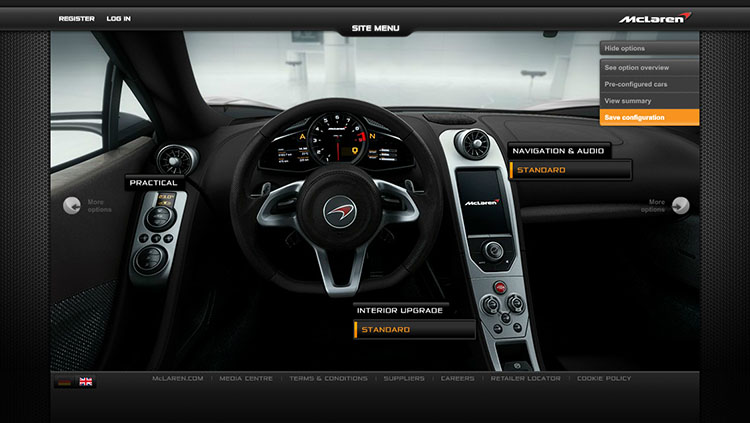 REGISTER LOG IN
SITE MENU
McLaren
Hide options
See option overview
Pre-configured cars
View summary
Save configuration
NAVIGATION & AUDIO
STANDARD
PRACTICAL
A N
More
options
McLaren
More
options
INTERIOR UPGRADE
STANDARD
McLAREN.COM | MEDIA CENTRE | TERMS & CONDITIONS | SUPPLIERS | CAREERS | RETAILER LOCATOR | COOKIE POLICY